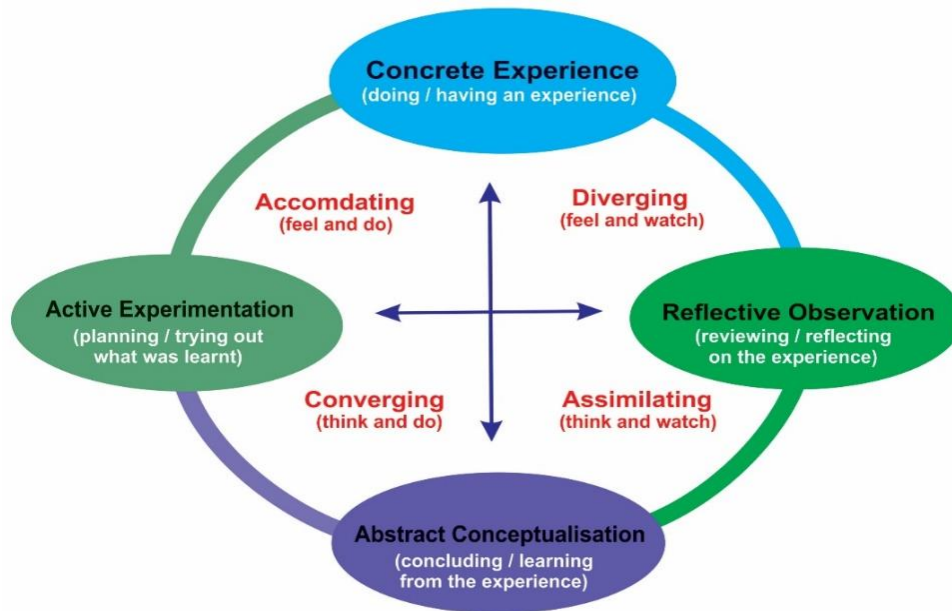 Concrete Experience
(doing / having an experience)
Accomdating
(feel and do)
Diverging
(feel and watch)
Active Experimentation
(planning / trying out
what was learnt)
Reflective Observation
(reviewing / reflecting
on the experience)
Converging
(think and do)
Assimilating
(think and watch)
Abstract Conceptualisation
(concluding / learning
from the experience)